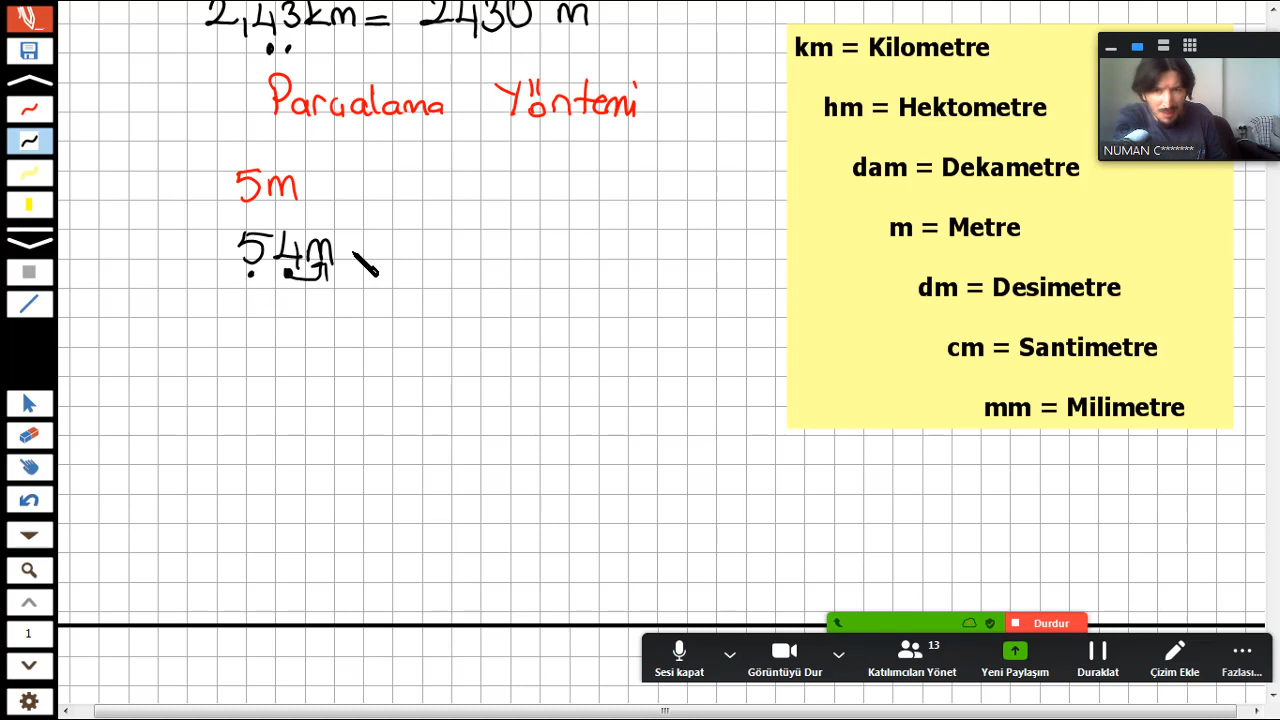 2,43km = 2430 m
Parçalama Yöntemi
5m
54m
km = Kilometre
hm = Hektometre
dam = Dekametre
m = Metre
dm = Desimetre
cm = Santimetre
mm = Milimetre
NUMAN C*******
1
Durdur
13
Sesi kapat
Görüntüyü Dur
Katılımcıları Yönet
Yeni Paylaşım
Duraklat
Çizim Ekle
Fazlası...